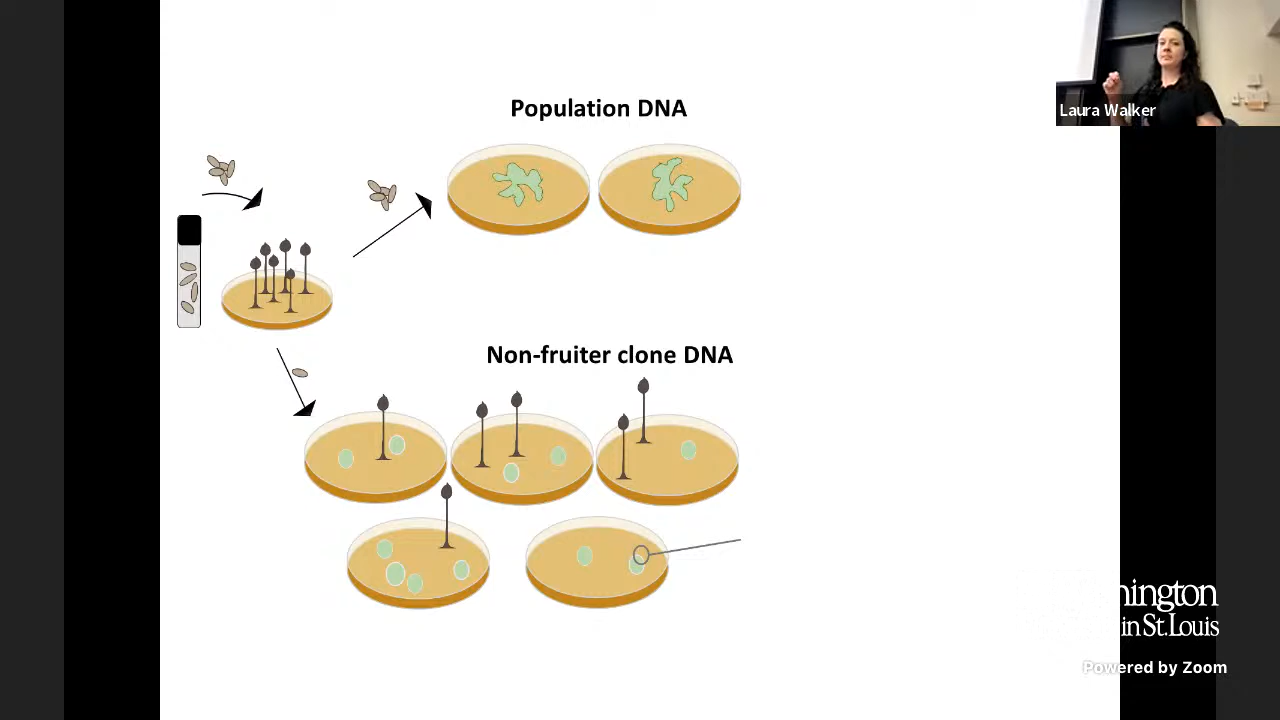 Population DNA
Laura Walker
Non-fruiter clone DNA
nington
in St. Louis
Powered by Zoom